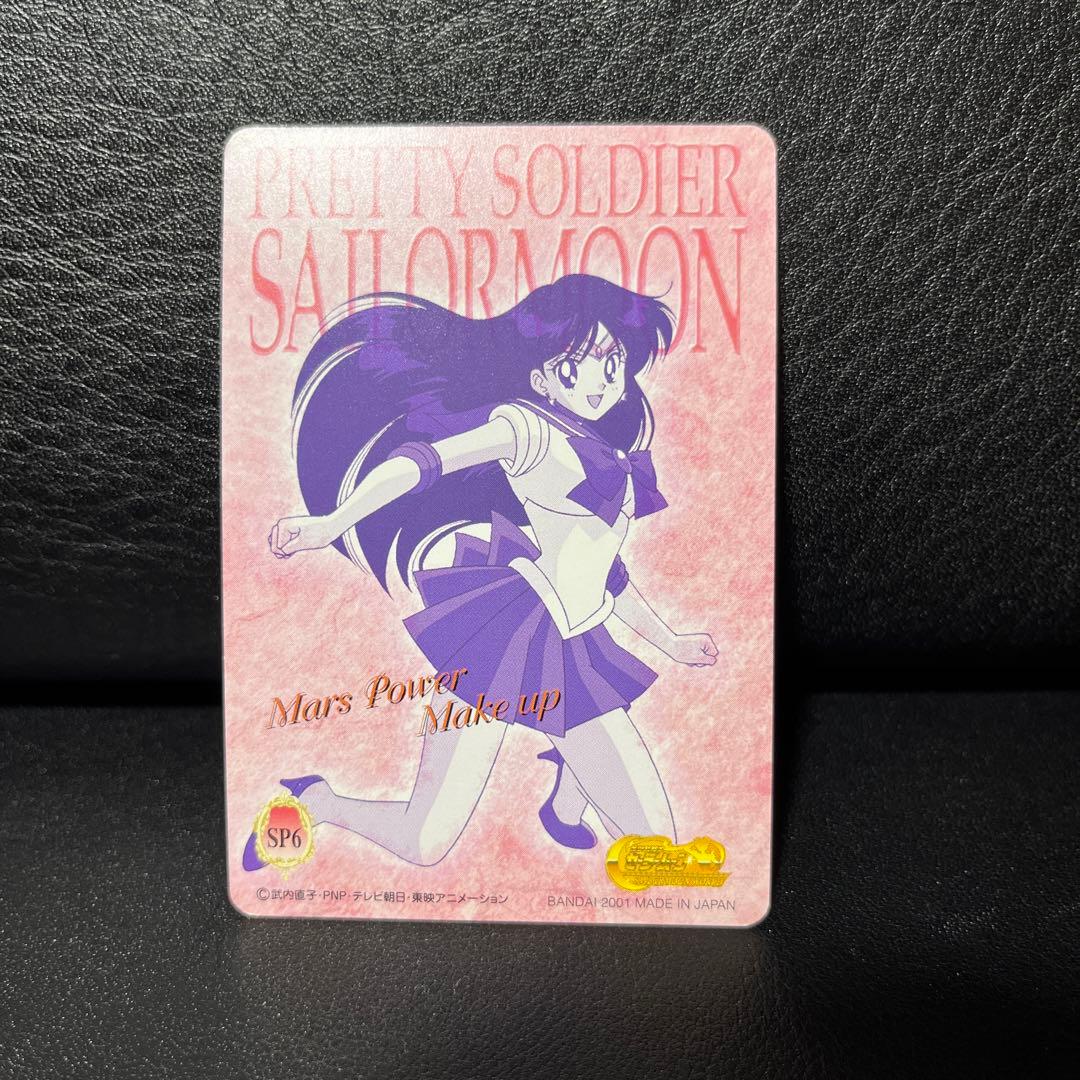 PRETTY SOLDIER
SAILORMOON
Mars Power
Make up
SP6
©武内直子・PNP・テレビ朝日・東映アニメーション
BANDAI 2001 MADE IN JAPAN